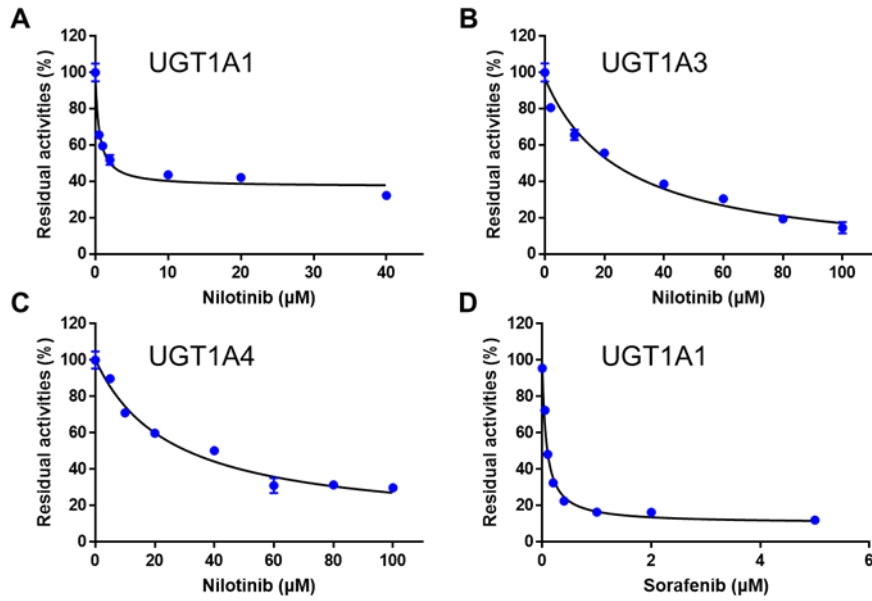 A
UGT1A1
Residual activities (%)
120
100
80
60
40
20
0
0 10 20 30 40
Nilotinib (µM)
B
UGT1A3
Residual activities (%)
120
100
80
60
40
20
0
0 20 40 60 80 100
Nilotinib (µM)
C
UGT1A4
Residual activities (%)
120
100
80
60
40
20
0
0 20 40 60 80 100
Nilotinib (µM)
D
UGT1A1
Residual activities (%)
120
100
80
60
40
20
0
0 2 4 6
Sorafenib (µM)